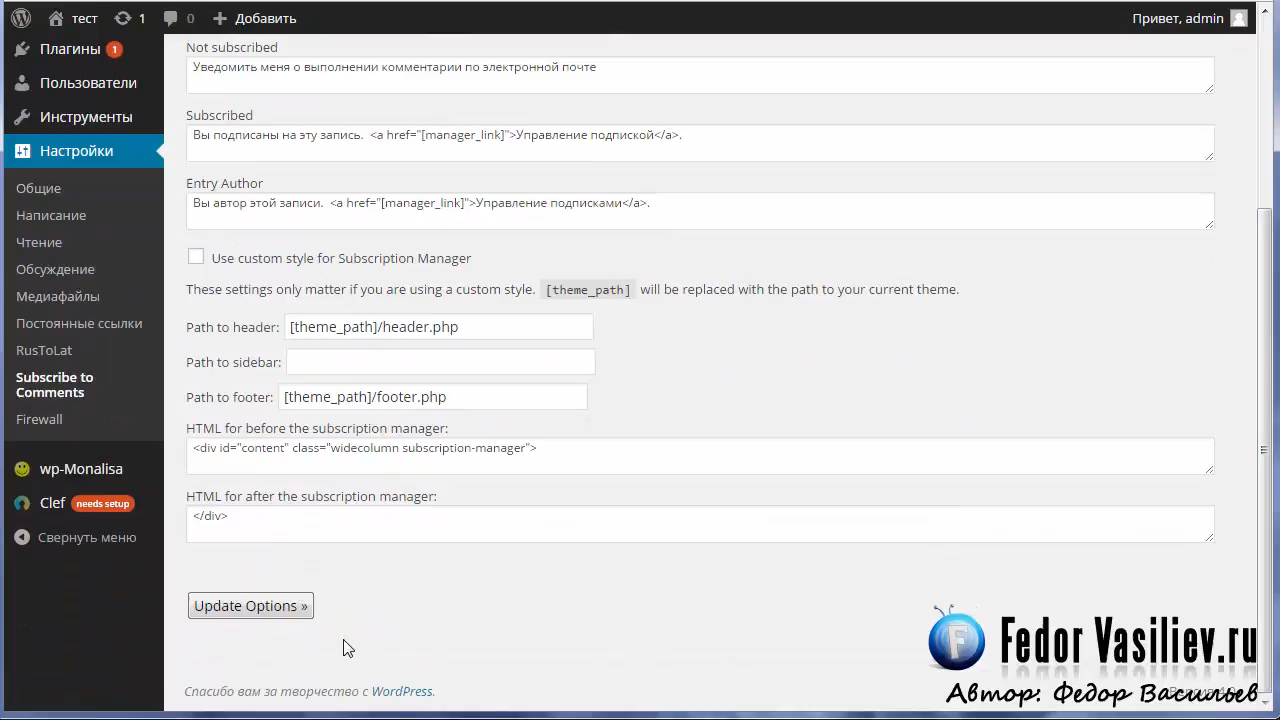 тест 1 0 Добавить Привет, admin
Плагины 1
Пользователи
Инструменты
Настройки
Общие
Написание
Чтение
Обсуждение
Медиафайлы
Постоянные ссылки
RusToLat
Subscribe to
Comments
Firewall
wp-Monalisa
Clef needs setup
Свернуть меню
Not subscribed
Уведомить меня о выполнении комментарии по электронной почте
Subscribed
Вы подписаны на эту запись. <a href="[manager_link]">Управление подпиской</a>.
Entry Author
Вы автор этой записи. <a href="[manager_link]">Управление подписками</a>.
Use custom style for Subscription Manager
These settings only matter if you are using a custom style. [theme_path] will be replaced with the path to your current theme.
Path to header: [theme_path]/header.php
Path to sidebar:
Path to footer: [theme_path]/footer.php
HTML for before the subscription manager:
<div id="content" class="widecolumn subscription-manager">
HTML for after the subscription manager:
</div>
Update Options »
Спасибо вам за творчество с WordPress.
F Fedor Vasiliev.ru
Автор: Федор Васильев